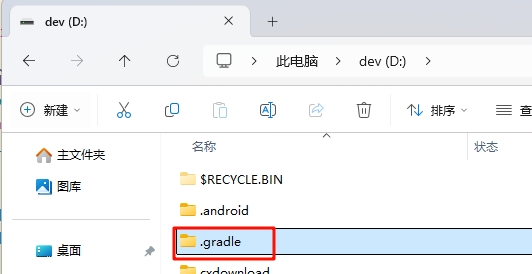 dev (D:)
此电脑 dev (D:)
新建 排序 查
名称 状态
主文件夹
图库
桌面
$RECYCLE.BIN
.android
.gradle
cxdownload